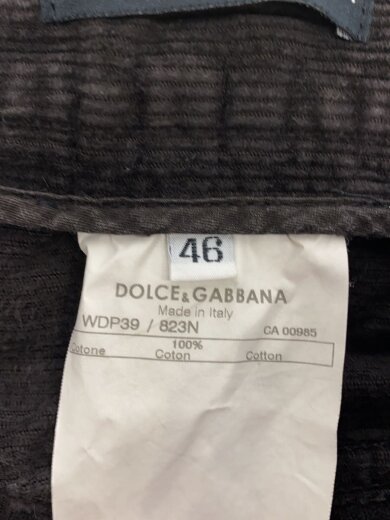 46
DOLCE&GABBANA
Made in Italy
WDP39 / 823N CA 00985
100%
Cotone Coton Cotton